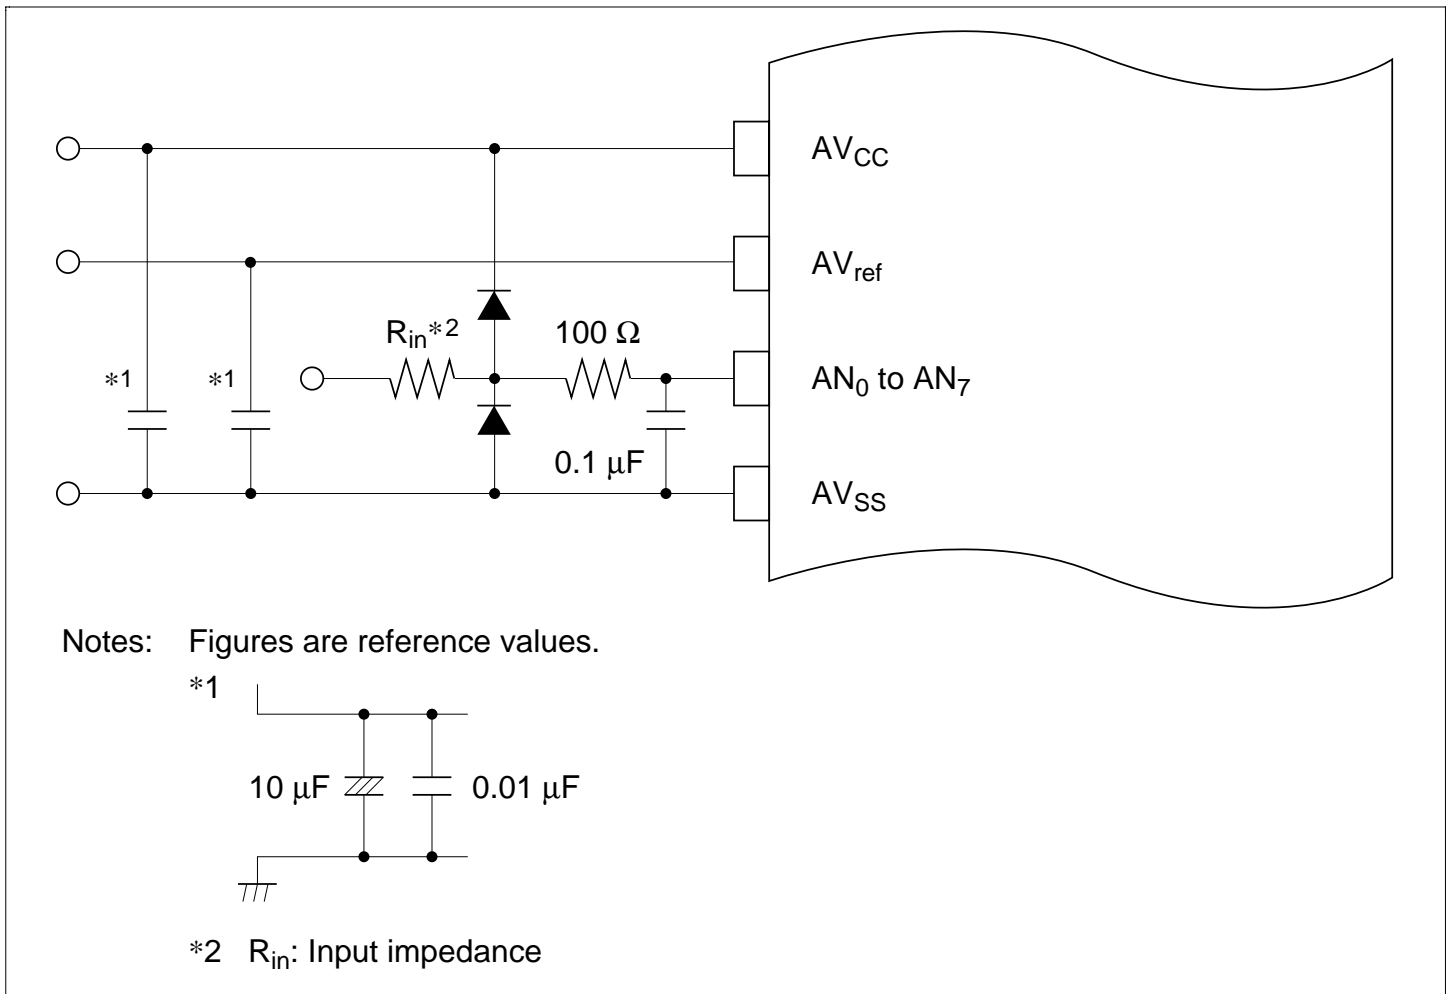 AVCC
AVref
Rin*2
100 Ω
*1
*1
AN0 to AN7
0.1 μF
AVSS
Notes: Figures are reference values.
*1
10 μF
0.01 μF
*2 Rin: Input impedance